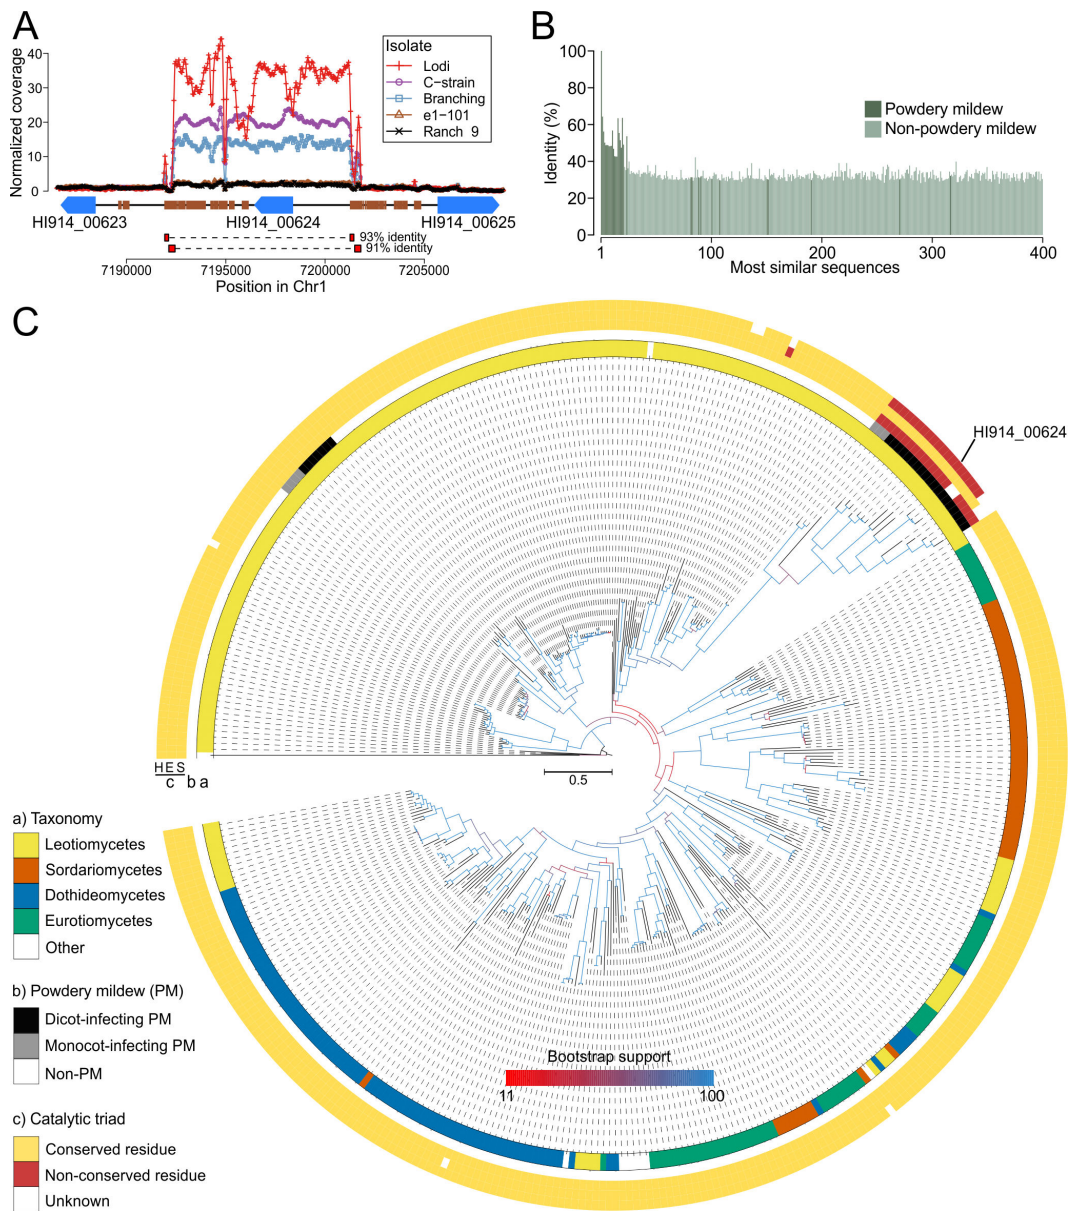 A
Normalized coverage
40
30
20
10
0
Isolate
Lodi
C−strain
Branching
e1−101
Ranch 9
HI914_00623
HI914_00624
HI914_00625
93% identity
91% identity
7190000
7195000
7200000
7205000
Position in Chr1
B
Identity (%)
100
80
60
40
20
0
Powdery mildew
Non-powdery mildew
1
100
200
300
400
Most similar sequences
C
HI914_00624
H E S
c b a
0.5
a) Taxonomy
Leotiomycetes
Sordariomycetes
Dothideomycetes
Eurotiomycetes
Other
b) Powdery mildew (PM)
Dicot-infecting PM
Monocot-infecting PM
Non-PM
c) Catalytic triad
Conserved residue
Non-conserved residue
Unknown
Bootstrap support
11
100